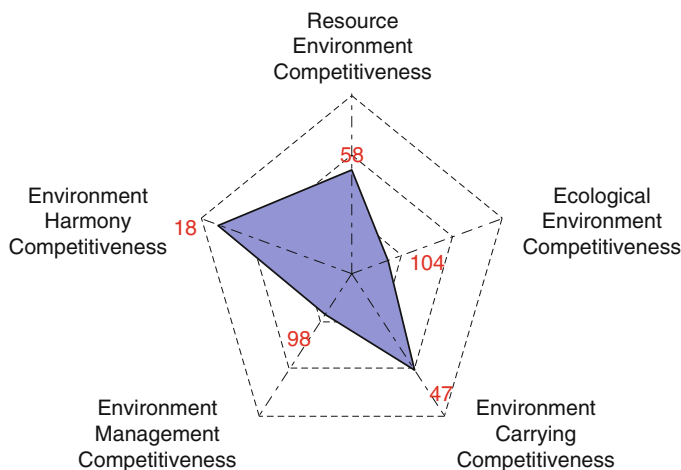 Resource
Environment
Competitiveness
58
Environment
Harmony
Competitiveness
18
Ecological
Environment
Competitiveness
104
98
47
Environment
Management
Competitiveness
Environment
Carrying
Competitiveness